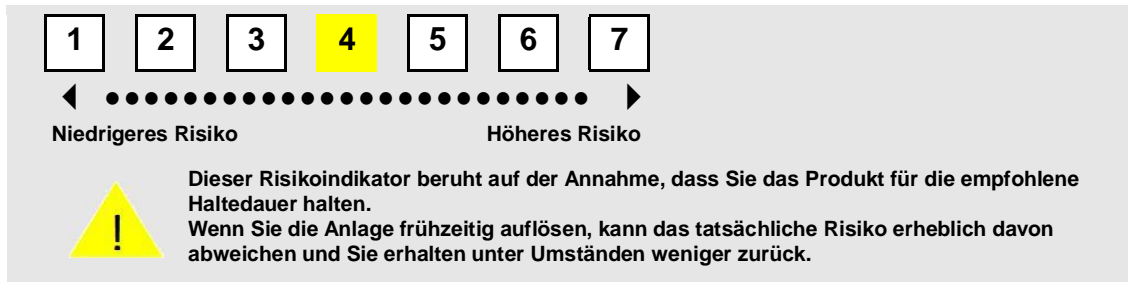 1 2 3 4 5 6 7
Niedrigeres Risiko Höheres Risiko
Dieser Risikoindikator beruht auf der Annahme, dass Sie das Produkt für die empfohlene
Haltedauer halten.
Wenn Sie die Anlage frühzeitig auflösen, kann das tatsächliche Risiko erheblich davon
abweichen und Sie erhalten unter Umständen weniger zurück.
!